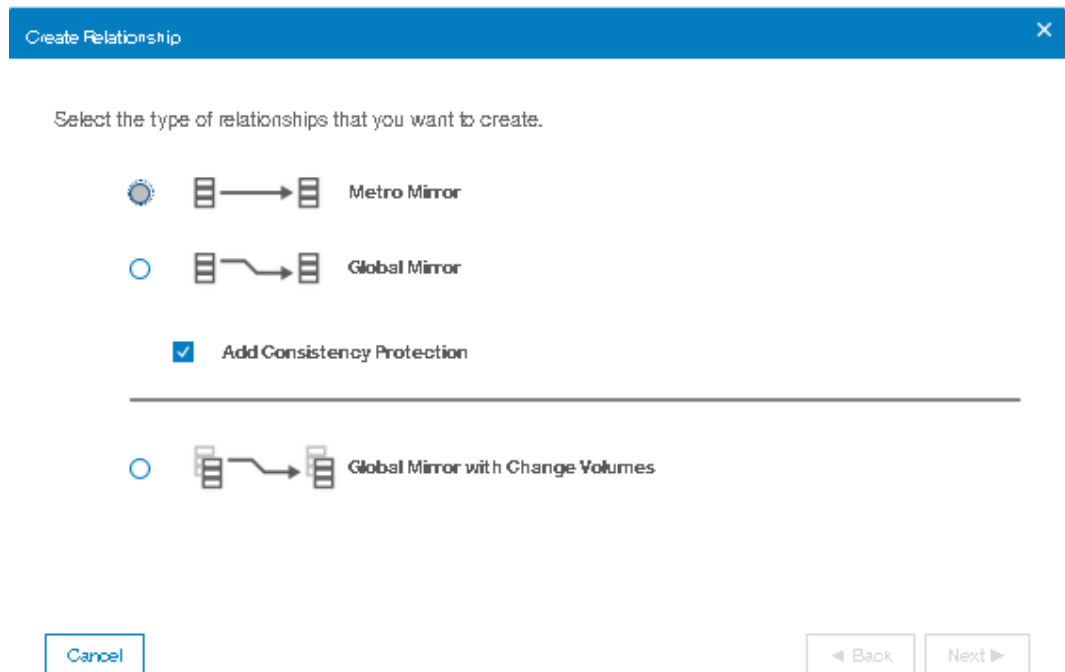 Create Relationship
Select the type of relationships that you want to create.
Metro Mirror
Global Mirror
Add Consistency Protection
Global Mirror with Change Volumes
Cancel
Back
Next